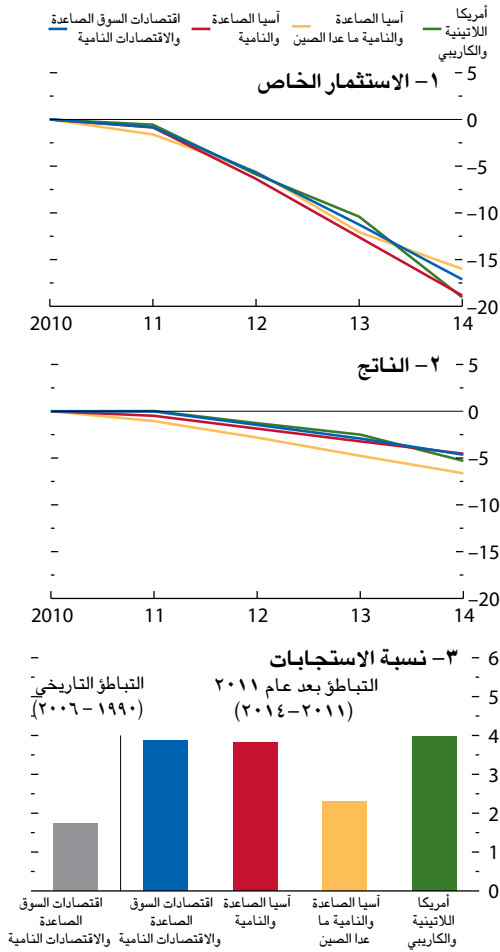 أمريكا
اللاتينية
والكاريبي
آسيا الصاعدة
والنامية ما عدا الصين
آسيا الصاعدة
والنامية
اقتصادات السوق الصاعدة
والاقتصادات النامية
١– الاستثمار الخاص
5
0
–5
–10
–15
–20
2010 11 12 13 14
٢– الناتج
5
0
–5
–10
–15
–20
2010 11 12 13 14
٣– نسبة الاستجابات
التباطؤ بعد عام ٢٠١١
(٢٠١١–٢٠١٤)
التباطؤ التاريخي
(١٩٩٠–٢٠٠٦)
6
5
4
3
2
1
0
أمريكا
اللاتينية
والكاريبي
آسيا الصاعدة
والنامية ما
عدا الصين
آسيا الصاعدة
والنامية
اقتصادات السوق
الصاعدة
والاقتصادات النامية
اقتصادات السوق
الصاعدة
والاقتصادات النامية